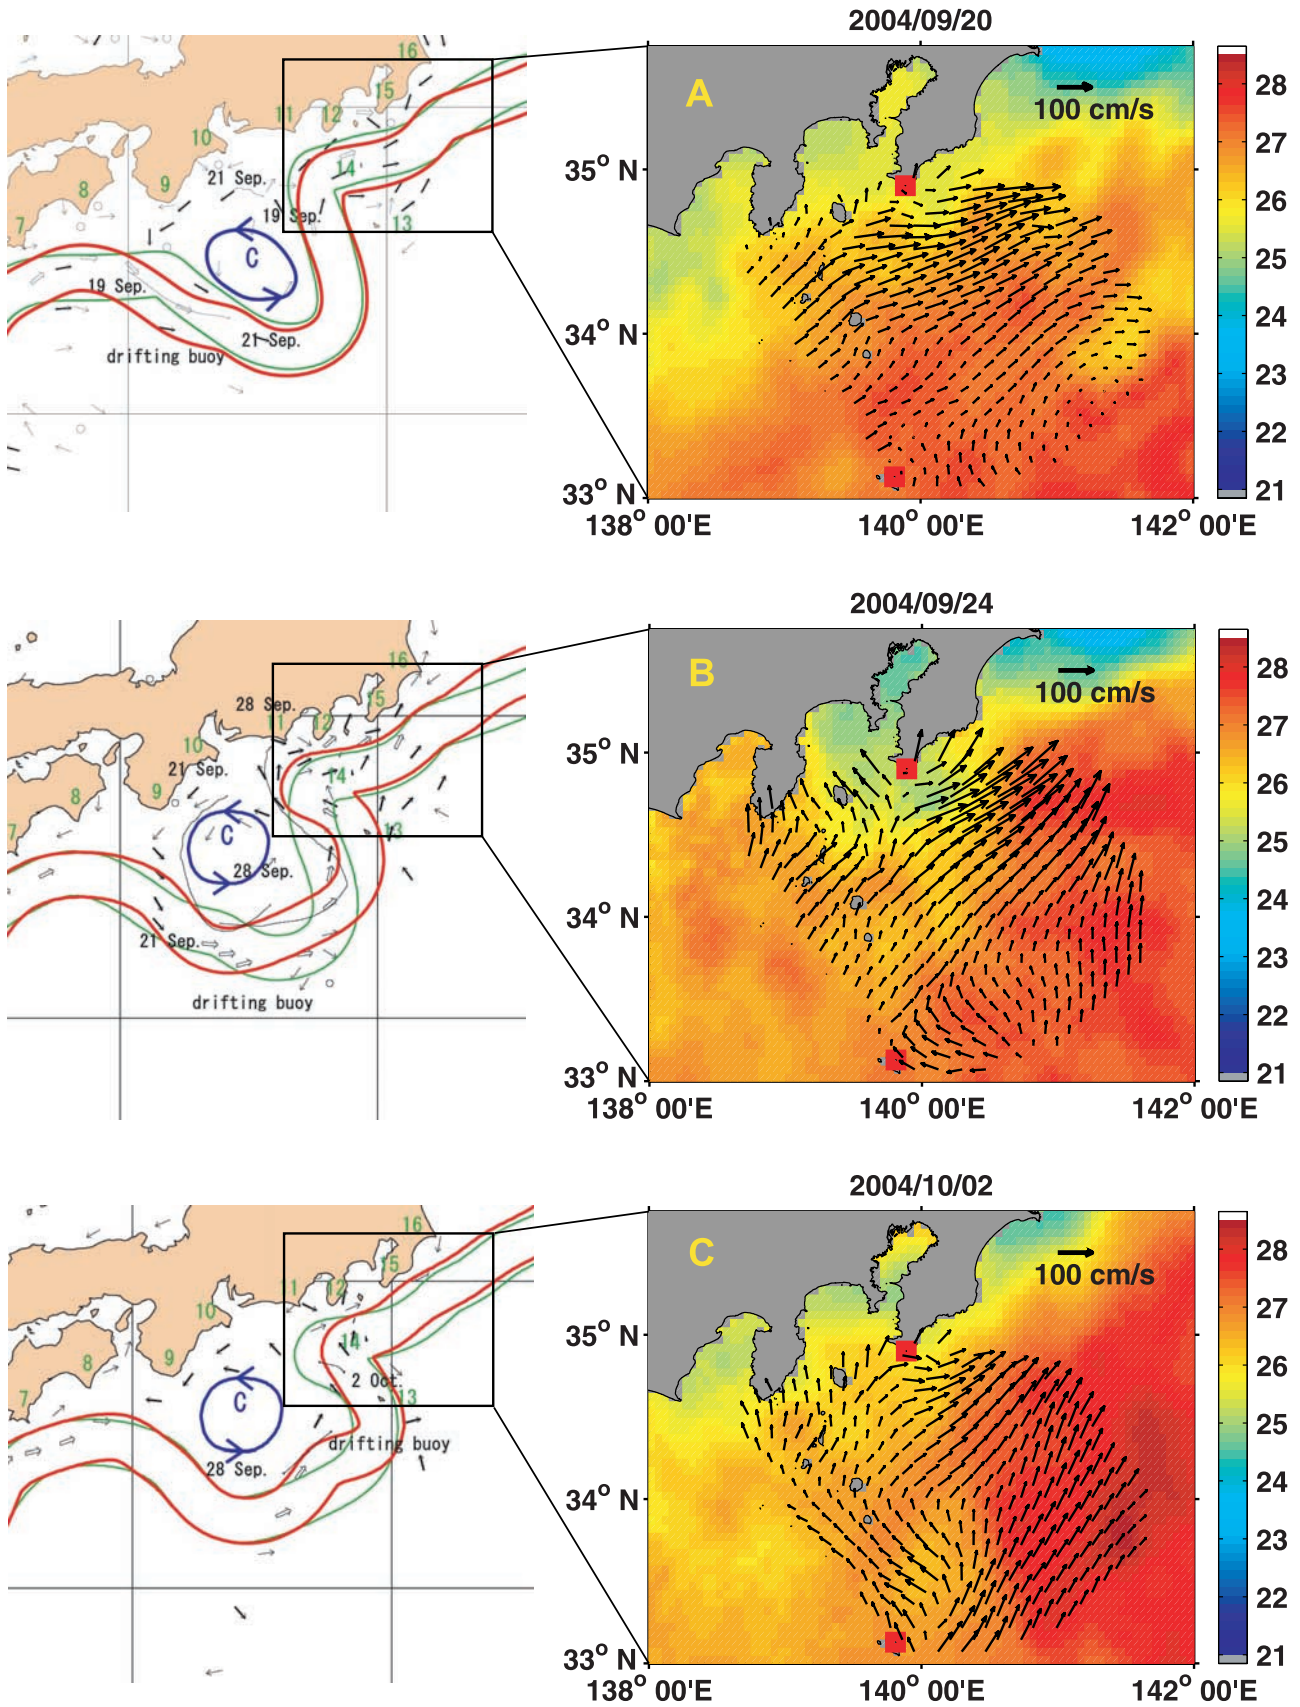 2004/09/20
16
15
11
12
10
14
9
8
7
13
21 Sep.
19 Sep.
C
19 Sep.
21 Sep.
drifting buoy
A
100 cm/s
35° N
34° N
33° N
138° 00'E
140° 00'E
142° 00'E
28
27
26
25
24
23
22
21
2004/09/24
16
15
28 Sep.
11
12
10
21 Sep.
14
9
8
7
13
C
28 Sep.
21 Sep.
drifting buoy
B
100 cm/s
35° N
34° N
33° N
138° 00'E
140° 00'E
142° 00'E
28
27
26
25
24
23
22
21
2004/10/02
16
15
11
12
10
14
9
8
7
13
C
2 Oct.
drifting buoy
28 Sep.
C
100 cm/s
35° N
34° N
33° N
138° 00'E
140° 00'E
142° 00'E
28
27
26
25
24
23
22
21